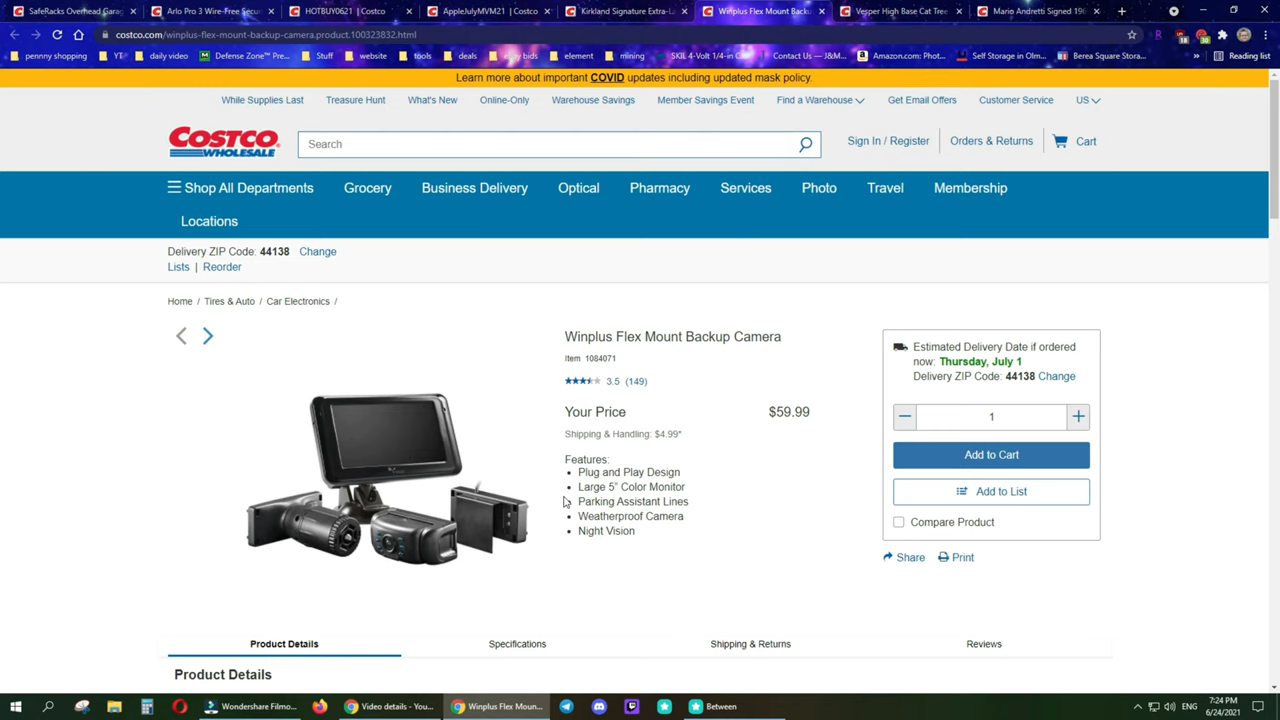 SafeRacks Overhead Garag
Arlo Pro 3 Wire-Free Secur
HOTBUY0621 | Costco
AppleJulyMVM21 | Costco
Kirkland Signature Extra-L
Winplus Flex Mount Backu
Vesper High Base Cat Tree
Mario Andretti Signed 196
costco.com/winplus-flex-mount-backup-camera.product.100323832.html
pennny shopping
YT
daily video
Defense Zone™ Pre...
Stuff
website
tools
deals
ebay bids
element
mining
SKIL 4-Volt 1/4-in C...
Contact Us — J&M...
Amazon.com: Phot...
Self Storage in Olm...
Berea Square Stora...
Reading list
Learn more about important COVID updates including updated mask policy.
While Supplies Last
Treasure Hunt
What's New
Online-Only
Warehouse Savings
Member Savings Event
Find a Warehouse
Get Email Offers
Customer Service
US
COSTCO
WHOLESALE
Search
Sign In / Register
Orders & Returns
Cart
Shop All Departments
Grocery
Business Delivery
Optical
Pharmacy
Services
Photo
Travel
Membership
Locations
Delivery ZIP Code: 44138 Change
Lists | Reorder
Home / Tires & Auto / Car Electronics /
Winplus Flex Mount Backup Camera
Item 1084071
3.5 (149)
Your Price $59.99
Shipping & Handling: $4.99*
Features:
Plug and Play Design
Large 5” Color Monitor
Parking Assistant Lines
Weatherproof Camera
Night Vision
Estimated Delivery Date if ordered
now: Thursday, July 1
Delivery ZIP Code: 44138 Change
1
Add to Cart
Add to List
Compare Product
Share
Print
Product Details
Specifications
Shipping & Returns
Reviews
Product Details
Wondershare Filmo...
Video details - You...
Winplus Flex Moun...
Between
ENG
7:24 PM
6/24/2021